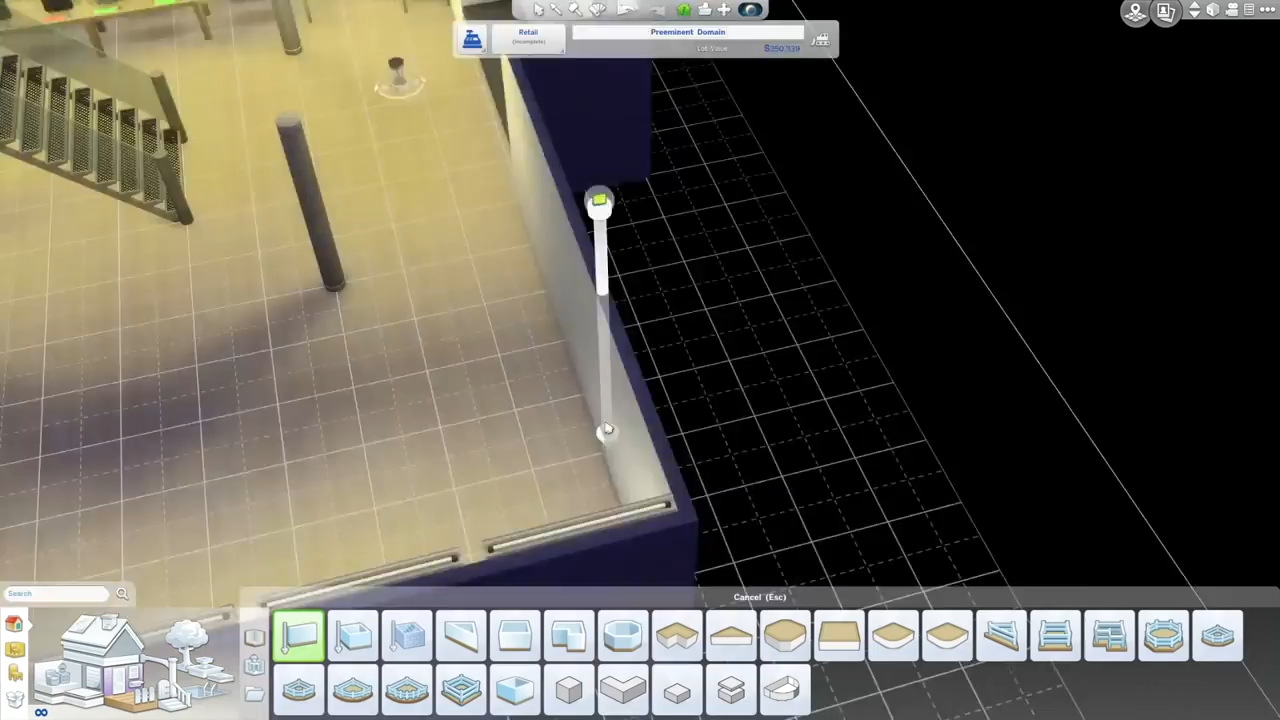 Retail
(Incomplete)
Preeminent Domain
Lot Value
Cancel (Esc)
Search